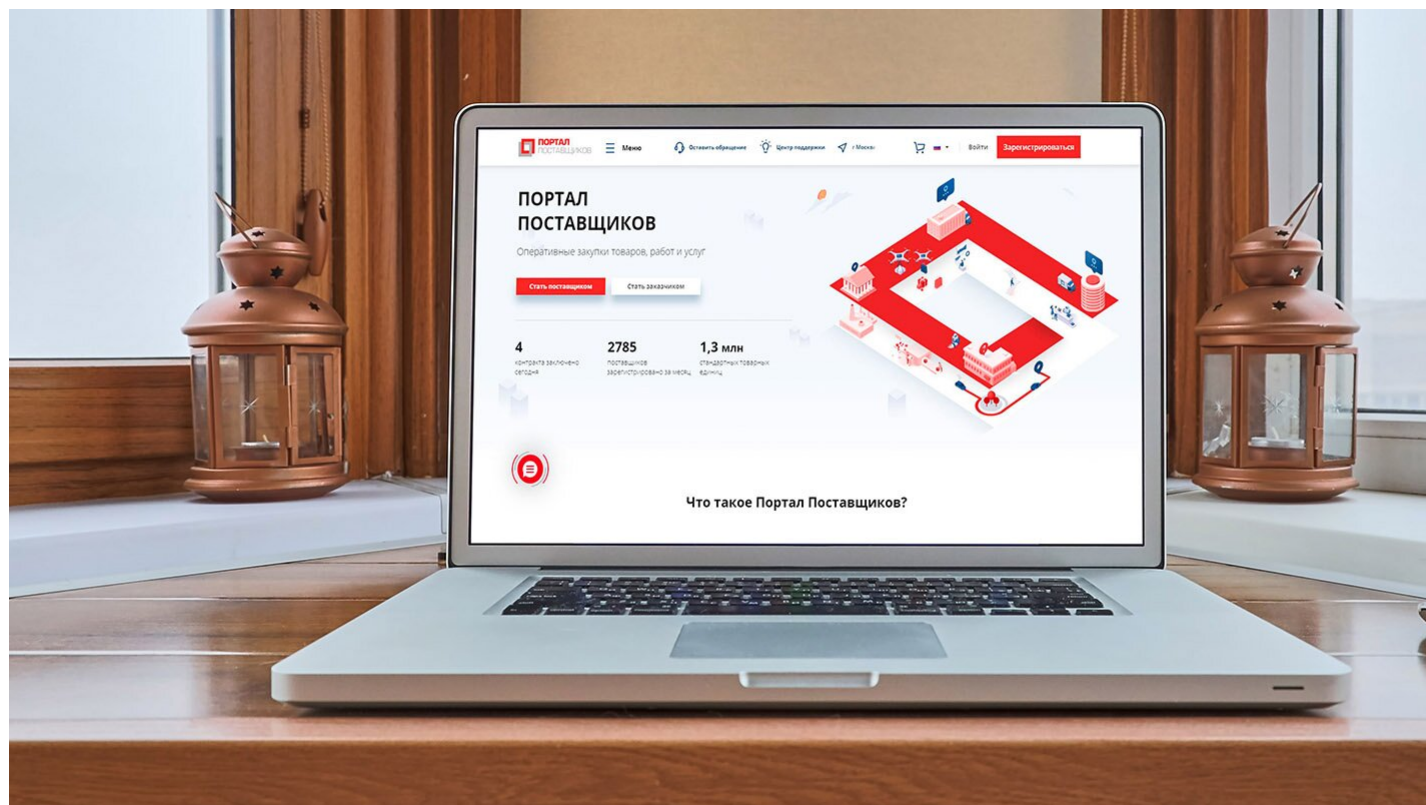 ПОРТАЛ
ПОСТАВЩИКОВ
Меню
Оставить обращение
Центр поддержки
г Москва
Войти
Зарегистрироваться
ПОРТАЛ
ПОСТАВЩИКОВ
Оперативные закупки товаров, работ и услуг
Стать поставщиком
Стать заказчиком
4
контракта заключено
сегодня
2785
поставщиков
зарегистрировано за месяц
1,3 млн
стандартных товарных
единиц
Что такое Портал Поставщиков?